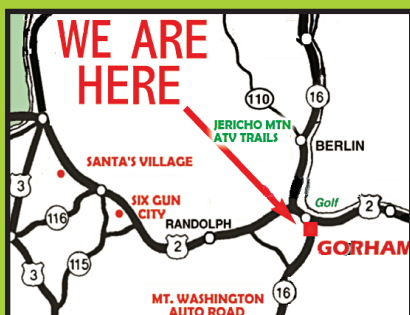 WE ARE
HERE
110
16
JERICHO MTN
ATV TRAILS
BERLIN
SANTA'S VILLAGE
3
SIX GUN
CITY
Golf
2
116
RANDOLPH
2
GORHAM
115
3
MT. WASHINGTON
AUTO ROAD
16